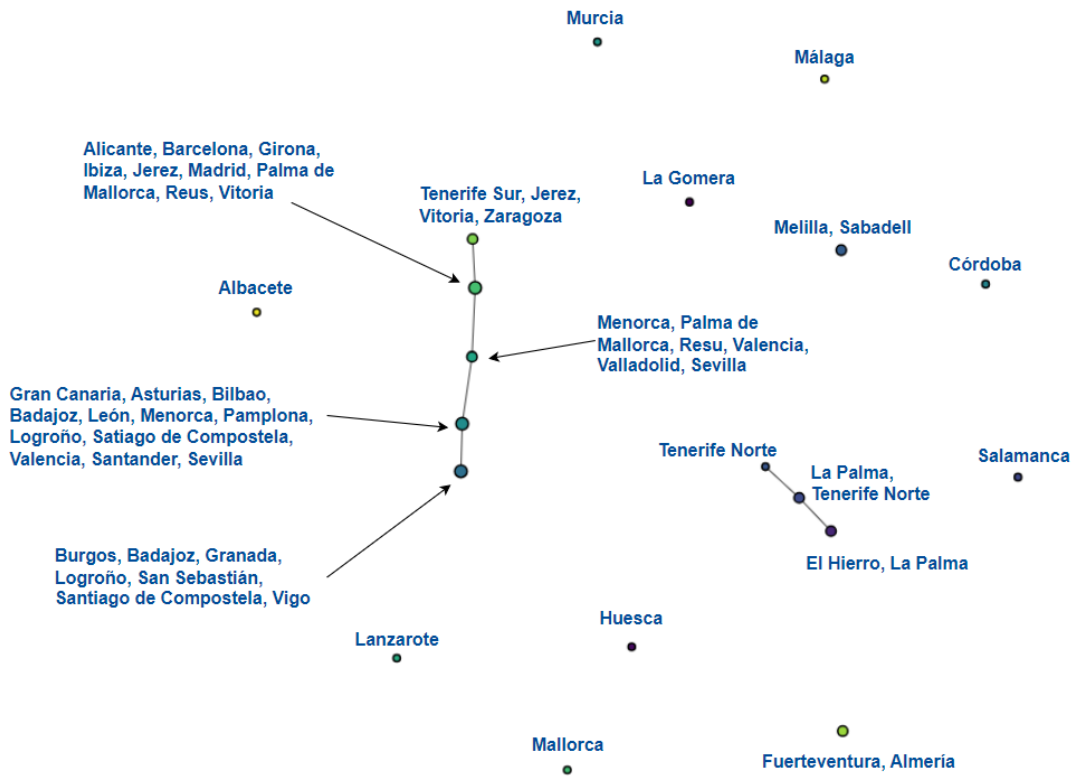 Murcia
Málaga
Alicante, Barcelona, Girona,
Ibiza, Jerez, Madrid, Palma de
Mallorca, Reus, Vitoria
Tenerife Sur, Jerez,
Vitoria, Zaragoza
La Gomera
Melilla, Sabadell
Córdoba
Albacete
Menorca, Palma de
Mallorca, Resu, Valencia,
Valladolid, Sevilla
Gran Canaria, Asturias, Bilbao,
Badajoz, León, Menorca, Pamplona,
Logroño, Satiago de Compostela,
Valencia, Santander, Sevilla
Tenerife Norte
La Palma,
Tenerife Norte
Salamanca
El Hierro, La Palma
Burgos, Badajoz, Granada,
Logroño, San Sebastián,
Santiago de Compostela, Vigo
Huesca
Lanzarote
Mallorca
Fuerteventura, Almería